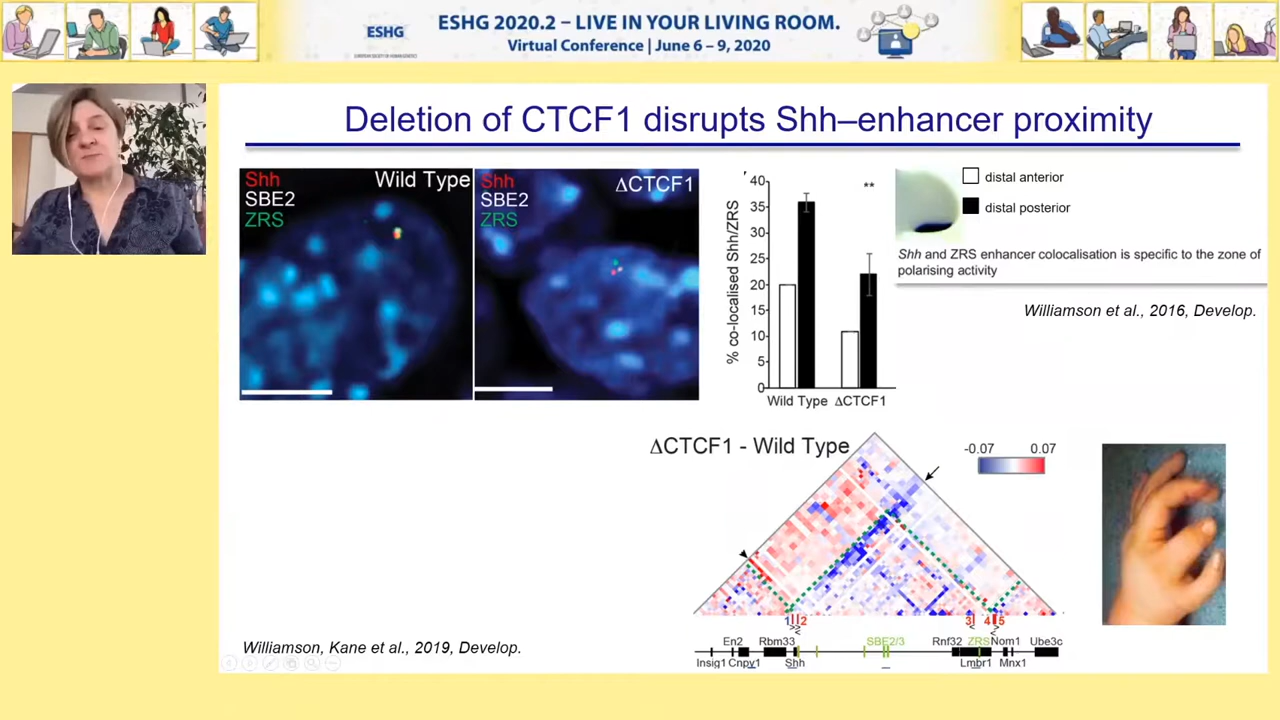 ESHG
ESHG 2020.2 – LIVE IN YOUR LIVING ROOM.
Virtual Conference | June 6 – 9, 2020
Deletion of CTCF1 disrupts Shh–enhancer proximity
Shh
SBE2
ZRS
Wild Type
Shh
SBE2
ZRS
ΔCTCF1
% co-localised Shh/ZRS
40
35
30
25
20
15
10
5
0
**
Wild Type ΔCTCF1
distal anterior
distal posterior
Shh and ZRS enhancer colocalisation is specific to the zone of
polarising activity
Williamson et al., 2016, Develop.
ΔCTCF1 - Wild Type
-0.07 0.07
1 2 3 4 5
En2 Rbm33 SBE2/3 Rnf32 ZRS Nom1 Ube3c
Insig1 Cnpy1 Shh Lmbr1 Mnx1
Williamson, Kane et al., 2019, Develop.